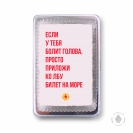 ЕСЛИ
У ТЕБЯ
БОЛИТ ГОЛОВА,
ПРОСТО
ПРИЛОЖИ
КО ЛБУ
БИЛЕТ НА МОРЕ